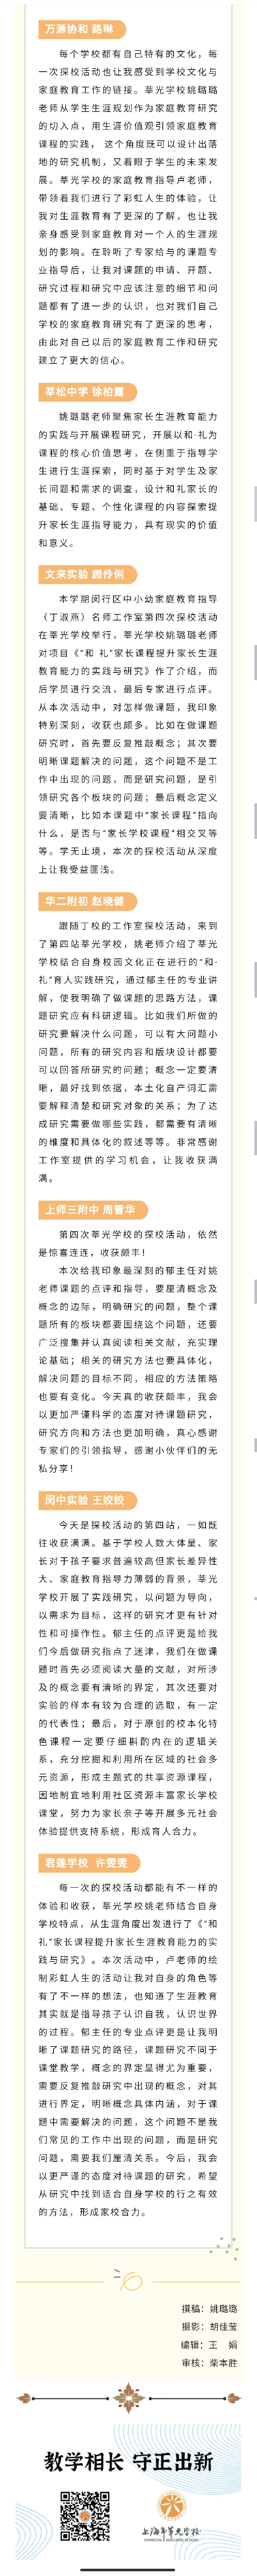 万源协和 路琳
每个学校都有自己特有的文化，每
一次探校活动也让我感受到学校文化与
家庭教育工作的链接。莘光学校姚璐璐
老师从学生生涯规划作为家庭教育研究
的切入点，用生涯价值观引领家庭教育
课程的实践， 这个角度既可以设计出落
地的研究机制，又着眼于学生的未来发
展。莘光学校的家庭教育指导卢老师，
带领着我们进行了彩虹人生的体验，让
我对生涯教育有了更深的了解，也让我
亲身感受到家庭教育对一个人的生涯规
划的影响。在聆听了专家给与的课题专
业指导后，让我对课题的申请、开题、
研究过程和研究中应该注意的细节和问
题都有了进一步的认识，也对我们自己
学校的家庭教育研究有了更深的思考，
由此对自己以后的家庭教育工作和研究
建立了更大的信心。
莘松中学 徐柏露
姚璐璐老师聚焦家长生涯教育能力
的实践与开展课程研究，开展以和·礼为
课程的核心价值思考，在侧重于指导学
生进行生涯探索，同时基于对学生及家
长问题和需求的调查，设计和礼家长的
基础、专题、个性化课程的内容探索提
升家长生涯指导能力，具有现实的价值
和意义。
文来实验 顾伶俐
本学期闵行区中小幼家庭教育指导
（丁淑燕）名师工作室第四次探校活动
在莘光学校举行，莘光学校姚璐璐老师
对项目《“和 礼”家长课程提升家长生涯
教育能力的实践与研究》作了介绍，而
后学员进行交流，最后专家进行点评。
从本次活动中，对怎样做课题，我印象
特别深刻，收获也颇多。比如在做课题
研究时，首先要反复推敲概念；其次要
明晰课题解决的问题，这个问题不是工
作中出现的问题，而是研究问题，是引
领研究各个板块的问题；最后概念定义
要清晰，比如本课题中“家长课程”指向
什么，是否与“家长学校课程”相交叉等
等。学无止境，本次的探校活动从深度
上让我受益匪浅。
华二附初 赵晓健
跟随丁校的工作室探校活动，来到
了第四站莘光学校，姚老师介绍了莘光
学校结合自身校园文化正在进行的“和·
礼”育人实践研究，通过郁主任的专业讲
解，使我明确了做课题的思路方法，课
题研究应有科研逻辑。比如我们所做的
研究要解决什么问题，可以有大问题小
问题，所有的研究内容和版块设计都要
可以回答所研究的问题；概念一定要清
晰，最好找到依据，本土化自产词汇需
要解释清楚和研究对象的关系；为了达
成研究需要做哪些实践，都需要有清晰
的维度和具体化的叙述等等。非常感谢
工作室提供的学习机会，让我收获满
满。
上师三附中 周霅华
第四次莘光学校的探校活动，依然
是惊喜连连，收获颇丰！
本次给我印象最深刻的郁主任对姚
老师课题的点评和指导，要厘清概念及
概念的边际，明确研究的问题，整个课
题所有的板块都要围绕这个问题，还要
广泛搜集并认真阅读相关文献，充实理
论基础；相关的研究方法也要具体化，
解决问题的目标不同，相应的方法策略
也要有变化。今天真的收获颇丰，我会
以更加严谨科学的态度对待课题研究，
研究方向和方法也更加明确，真心感谢
专家们的引领指导，感谢小伙伴们的无
私分享！
闵中实验 王姣姣
今天是探校活动的第四站，一如既
往收获满满。基于学校人数大体量、家
长对于孩子要求普遍较高但家长差异性
大、家庭教育指导力薄弱的背景，莘光
学校开展了实践研究，以问题为导向，
以需求为目标，这样的研究才更有针对
性和可操作性。郁主任的点评更是给我
们今后做研究指点了迷津，我们在做课
题时首先必须阅读大量的文献，对所涉
及的概念要有清晰的界定，其次还要对
实验的样本有较为合理的选取，有一定
的代表性；最后，对于原创的校本化特
色课程一定要仔细斟酌内在的逻辑关
系，充分挖掘和利用所在区域的社会多
元资源，形成主题式的共享资源课程，
因地制宜地利用社区资源丰富家长学校
课堂，努力为家长亲子等开展多元社会
体验提供支持系统，形成育人合力。
君莲学校 许雯雯
每一次的探校活动都能有不一样的
体验和收获，莘光学校姚老师结合自身
学校特点，从生涯角度出发进行了《“和
礼”家长课程提升家长生涯教育能力的实
践与研究》。本次活动中，卢老师的绘
制彩虹人生的活动让我对自身的角色等
有了不一样的想法，也知道了生涯教育
其实就是指导孩子认识自我，认识世界
的过程。郁主任的专业点评更是让我明
晰了课题研究的路径，课题研究不同于
课堂教学，概念的界定显得尤为重要，
需要反复推敲研究中出现的概念，对其
进行界定，明晰概念具体内涵，对于课
题中需要解决的问题，这个问题不是我
们常见的工作中出现的问题，而是研究
问题，需要我们厘清关系。今后，我会
以更严谨的态度对待课题的研究，希望
从研究中找到适合自身学校的行之有效
的方法，形成家校合力。
撰稿：姚璐璐
摄影：胡佳莹
编辑：王 娟
审核：柴本胜
教学相长 守正出新
上海市莘光学校